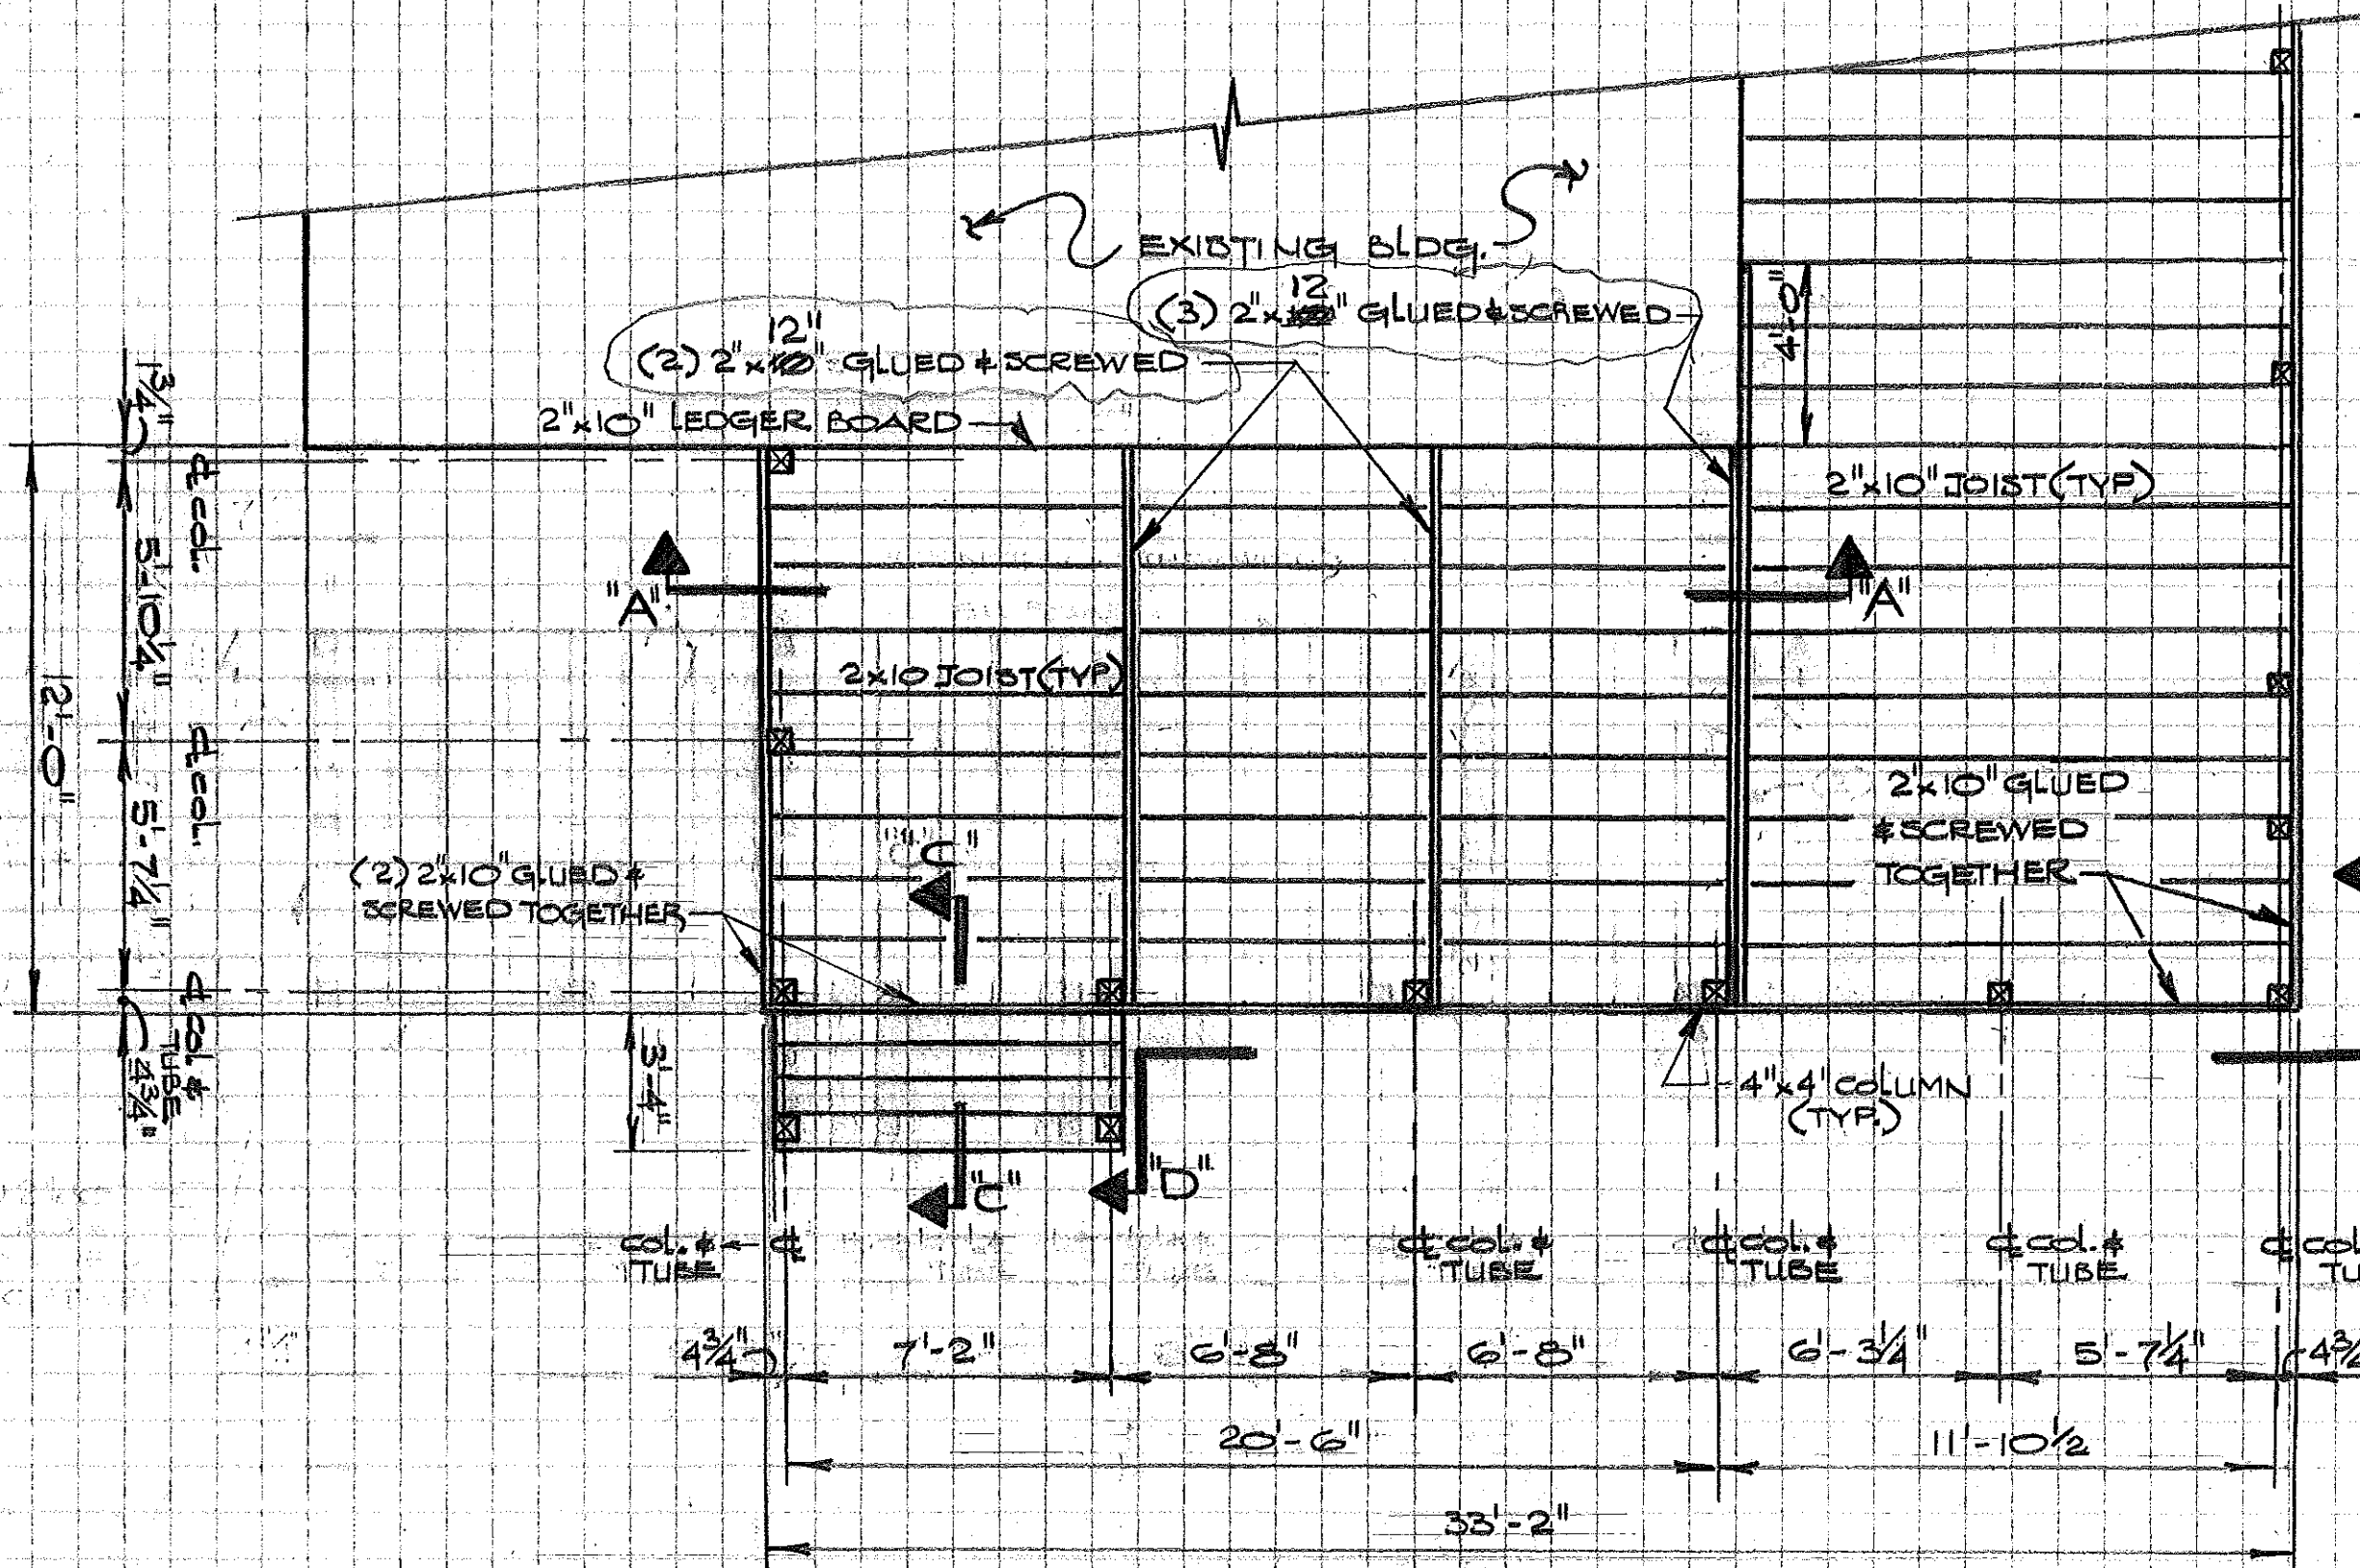 EXISTING BLDG.
12
(3) 2"x" GLUED & SCREWED
12"
(2) 2"x" GLUED & SCREWED
2"x10" LEDGER BOARD
4'-0"
1 3/4"
℄ COL.
5'-10 1/4"
℄ COL.
12'-0"
5'-7 1/4"
℄ COL. &
TUBE
4 3/4"
2"x10" JOIST (TYP)
"A"
"A"
2x10 JOIST (TYP)
2"x10" GLUED
& SCREWED
TOGETHER
"C"
(2) 2"x10" GLUED &
SCREWED TOGETHER
3'-4"
4"x4' COLUMN
(TYP.)
"C"
"D"
COL. & ℄
TUBE
℄ COL. &
TUBE
℄ COL. &
TUBE
℄ COL. &
TUBE
℄ COL
TU
4 3/4"
7'-2"
6'-8"
6'-8"
6'-3 1/4"
5'-7 1/4"
4 3/4
20'-6"
11'-10 1/2
33'-2"